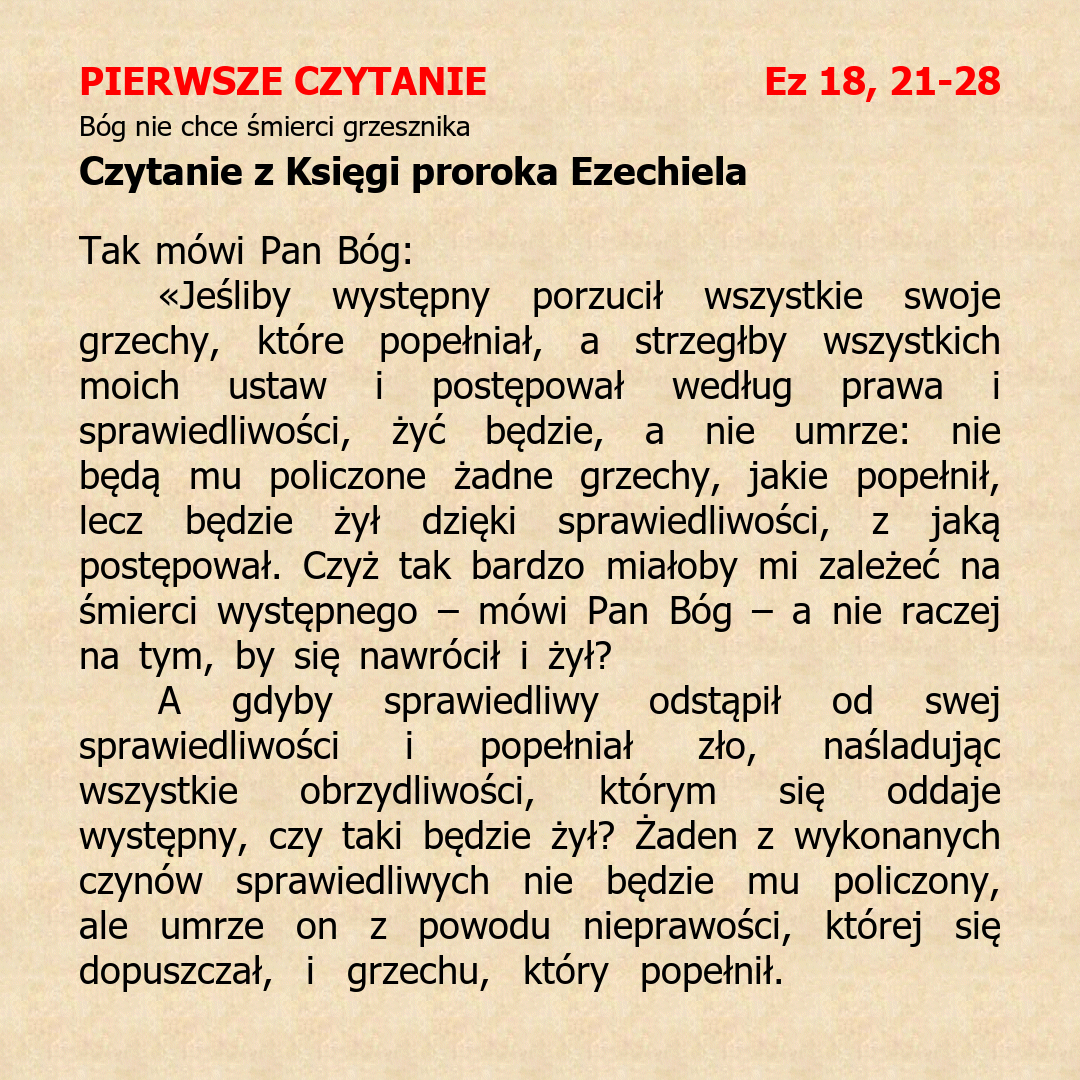 PIERWSZE CZYTANIE Ez 18, 21-28
Bóg nie chce śmierci grzesznika
Czytanie z Księgi proroka Ezechiela
Tak mówi Pan Bóg:
«Jeśliby występny porzucił wszystkie swoje
grzechy, które popełniał, a strzegłby wszystkich
moich ustaw i postępował według prawa i
sprawiedliwości, żyć będzie, a nie umrze: nie
będą mu policzone żadne grzechy, jakie popełnił,
lecz będzie żył dzięki sprawiedliwości, z jaką
postępował. Czyż tak bardzo miałoby mi zależeć na
śmierci występnego – mówi Pan Bóg – a nie raczej
na tym, by się nawrócił i żył?
A gdyby sprawiedliwy odstąpił od swej
sprawiedliwości i popełniał zło, naśladując
wszystkie obrzydliwości, którym się oddaje
występny, czy taki będzie żył? Żaden z wykonanych
czynów sprawiedliwych nie będzie mu policzony,
ale umrze on z powodu nieprawości, której się
dopuszczał, i grzechu, który popełnił.